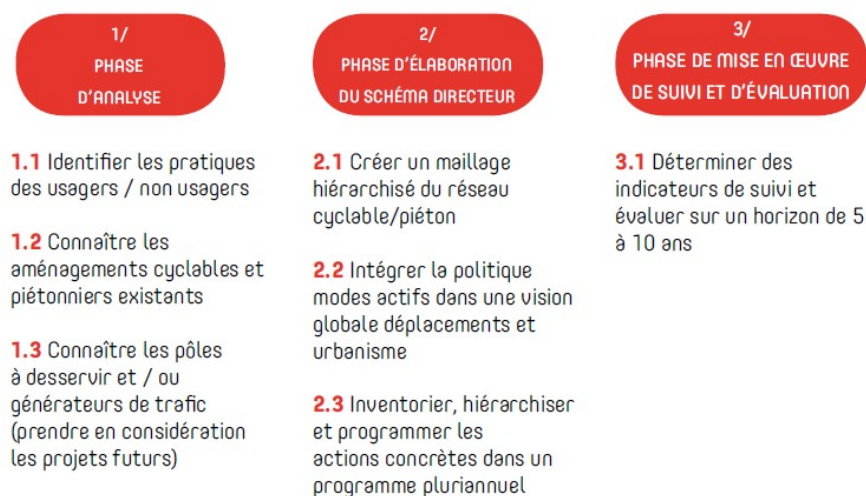 1/
PHASE
D'ANALYSE
1.1 Identifier les pratiques
des usagers / non usagers
1.2 Connaître les
aménagements cyclables et
piétonniers existants
1.3 Connaître les pôles
à desservir et / ou
générateurs de trafic
(prendre en considération
les projets futurs)
2/
PHASE D'ÉLABORATION
DU SCHÉMA DIRECTEUR
2.1 Créer un maillage
hiérarchisé du réseau
cyclable/piéton
2.2 Intégrer la politique
modes actifs dans une vision
globale déplacements et
urbanisme
2.3 Inventorier, hiérarchiser
et programmer les
actions concrètes dans un
programme pluriannuel
3/
PHASE DE MISE EN ŒUVRE
DE SUIVI ET D'ÉVALUATION
3.1 Déterminer des
indicateurs de suivi et
évaluer sur un horizon de 5
à 10 ans